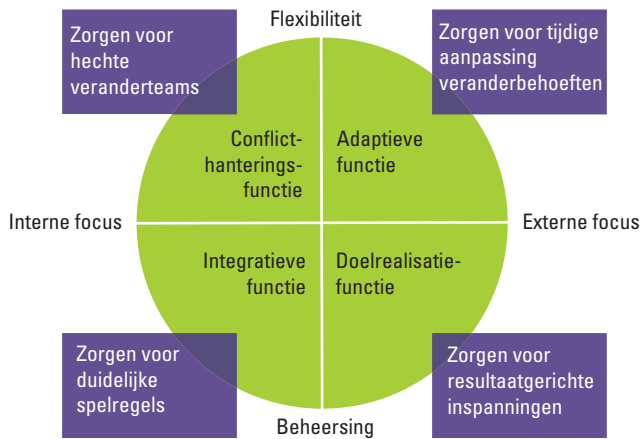 Flexibiliteit
Zorgen voor
hechte
veranderteams
Zorgen voor tijdige
aanpassing
veranderbehoeften
Conflict-
hanterings-
functie
Adaptieve
functie
Interne focus
Externe focus
Integratieve
functie
Doelrealisatie-
functie
Zorgen voor
duidelijke
spelregels
Zorgen voor
resultaatgerichte
inspanningen
Beheersing